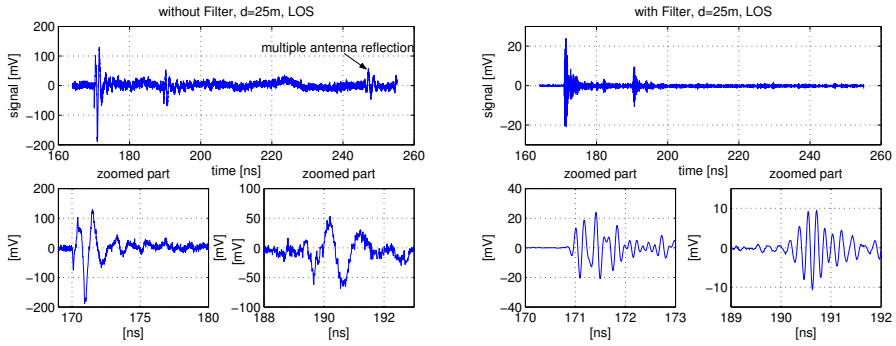 without Filter, d=25m, LOS
200
100
0
−100
−200
signal [mV]
multiple antenna reflection
160
180
200
220
240
260
time [ns]
zoomed part
200
100
0
−100
−200
[mV]
170
175
180
[ns]
zoomed part
100
50
0
−50
−100
[mV]
188
190
192
[ns]
with Filter, d=25m, LOS
20
0
−20
signal [mV]
160
180
200
220
240
260
time [ns]
zoomed part
40
20
0
−20
−40
[mV]
170
171
172
173
[ns]
zoomed part
10
0
−10
[mV]
189
190
191
192
[ns]